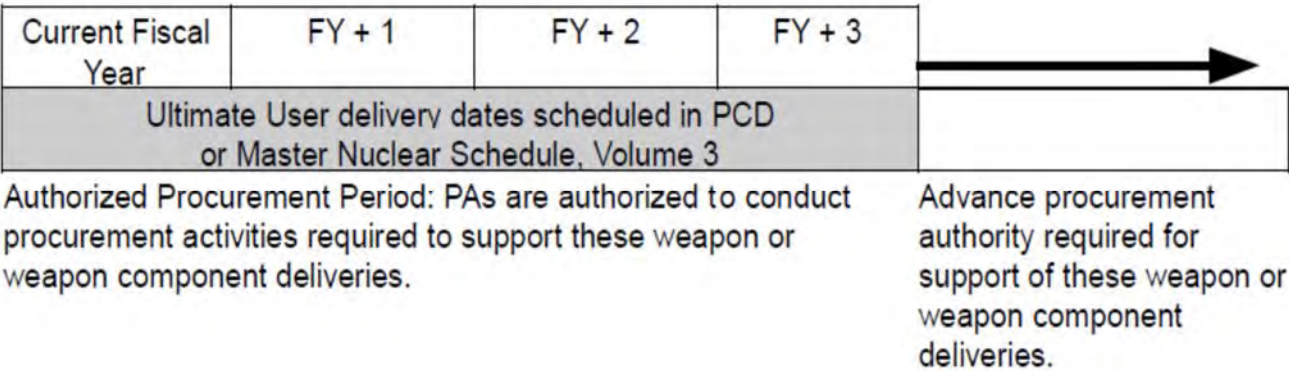 Current Fiscal Year
FY + 1
FY + 2
FY + 3
Ultimate User delivery dates scheduled in PCD
or Master Nuclear Schedule, Volume 3
Authorized Procurement Period: PAs are authorized to conduct
procurement activities required to support these weapon or
weapon component deliveries.
Advance procurement
authority required for
support of these weapon or
weapon component
deliveries.